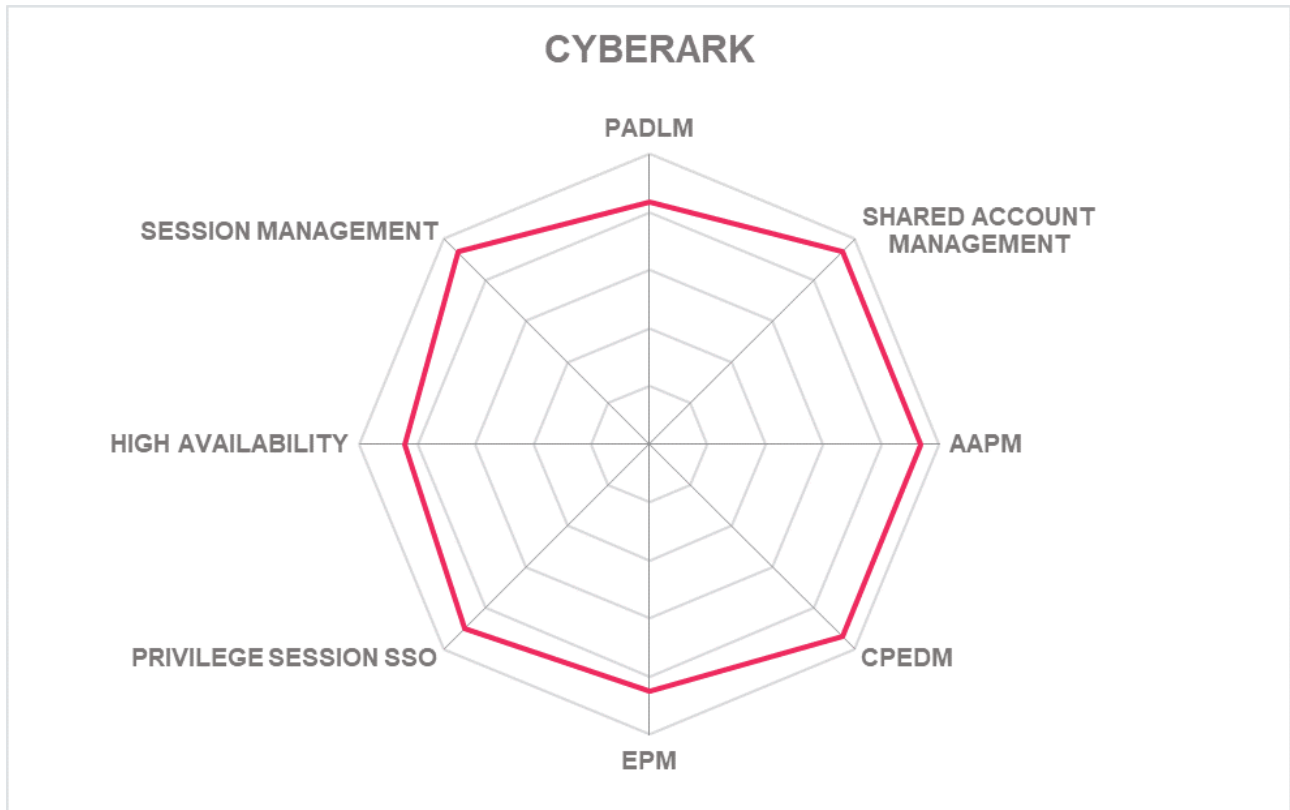 CYBERARK
PADLM
SESSION MANAGEMENT
SHARED ACCOUNT
MANAGEMENT
HIGH AVAILABILITY
AAPM
PRIVILEGE SESSION SSO
CPEDM
EPM